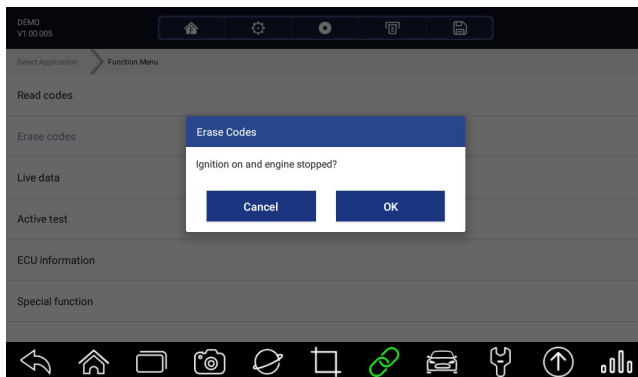 DEMO
V1.00.005
Select Application
Function Menu
Read codes
Erase codes
Live data
Active test
ECU information
Special function
Erase Codes
Ignition on and engine stopped?
Cancel
OK